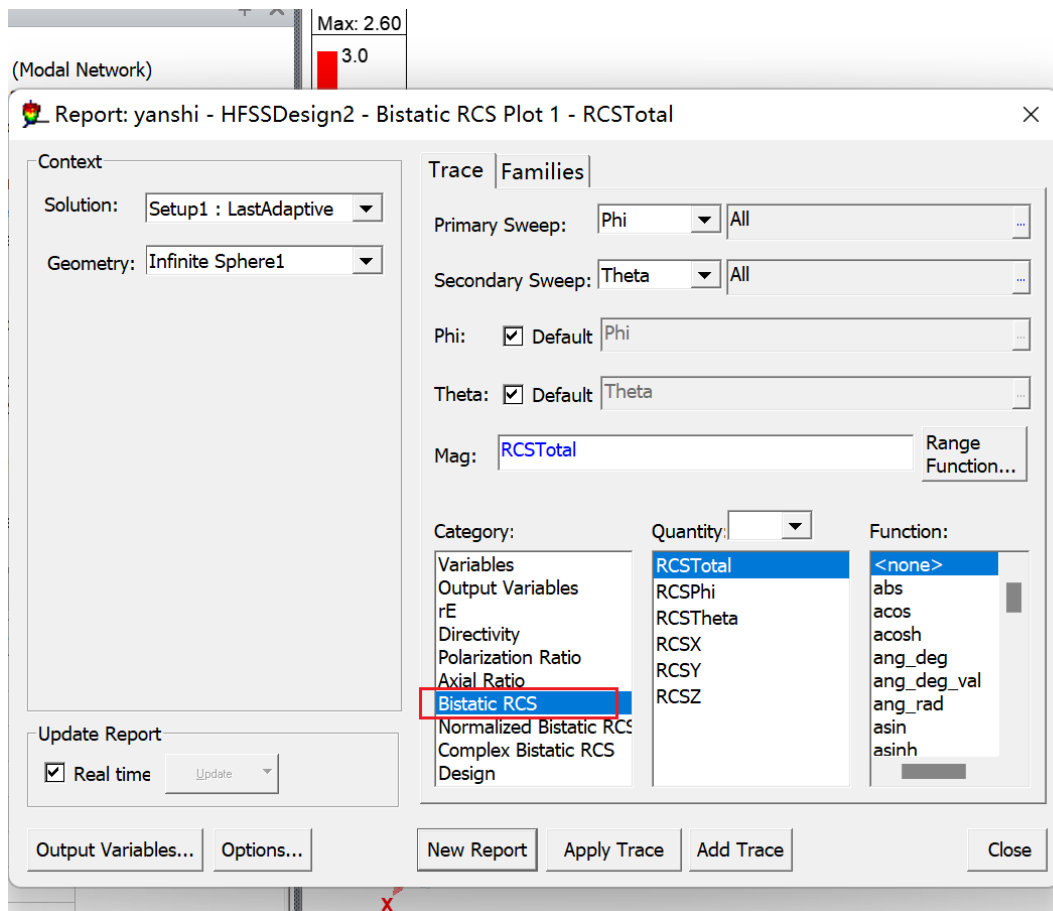 Max: 2.60
3.0
(Modal Network)
Report: yanshi - HFSSDesign2 - Bistatic RCS Plot 1 - RCSTotal
Context
Solution: Setup1 : LastAdaptive
Geometry: Infinite Sphere1
Trace Families
Primary Sweep: Phi All ...
Secondary Sweep: Theta All ...
Phi: Default Phi ...
Theta: Default Theta ...
Mag: RCSTotal
Range
Function...
Category:
Variables
Output Variables
rE
Directivity
Polarization Ratio
Axial Ratio
Bistatic RCS
Normalized Bistatic RCS
Complex Bistatic RCS
Design
Quantity:
RCSTotal
RCSPhi
RCSTheta
RCSX
RCSY
RCSZ
Function:
<none>
abs
acos
acosh
ang_deg
ang_deg_val
ang_rad
asin
asinh
Update Report
Real time Update
Output Variables... Options... New Report Apply Trace Add Trace Close
X